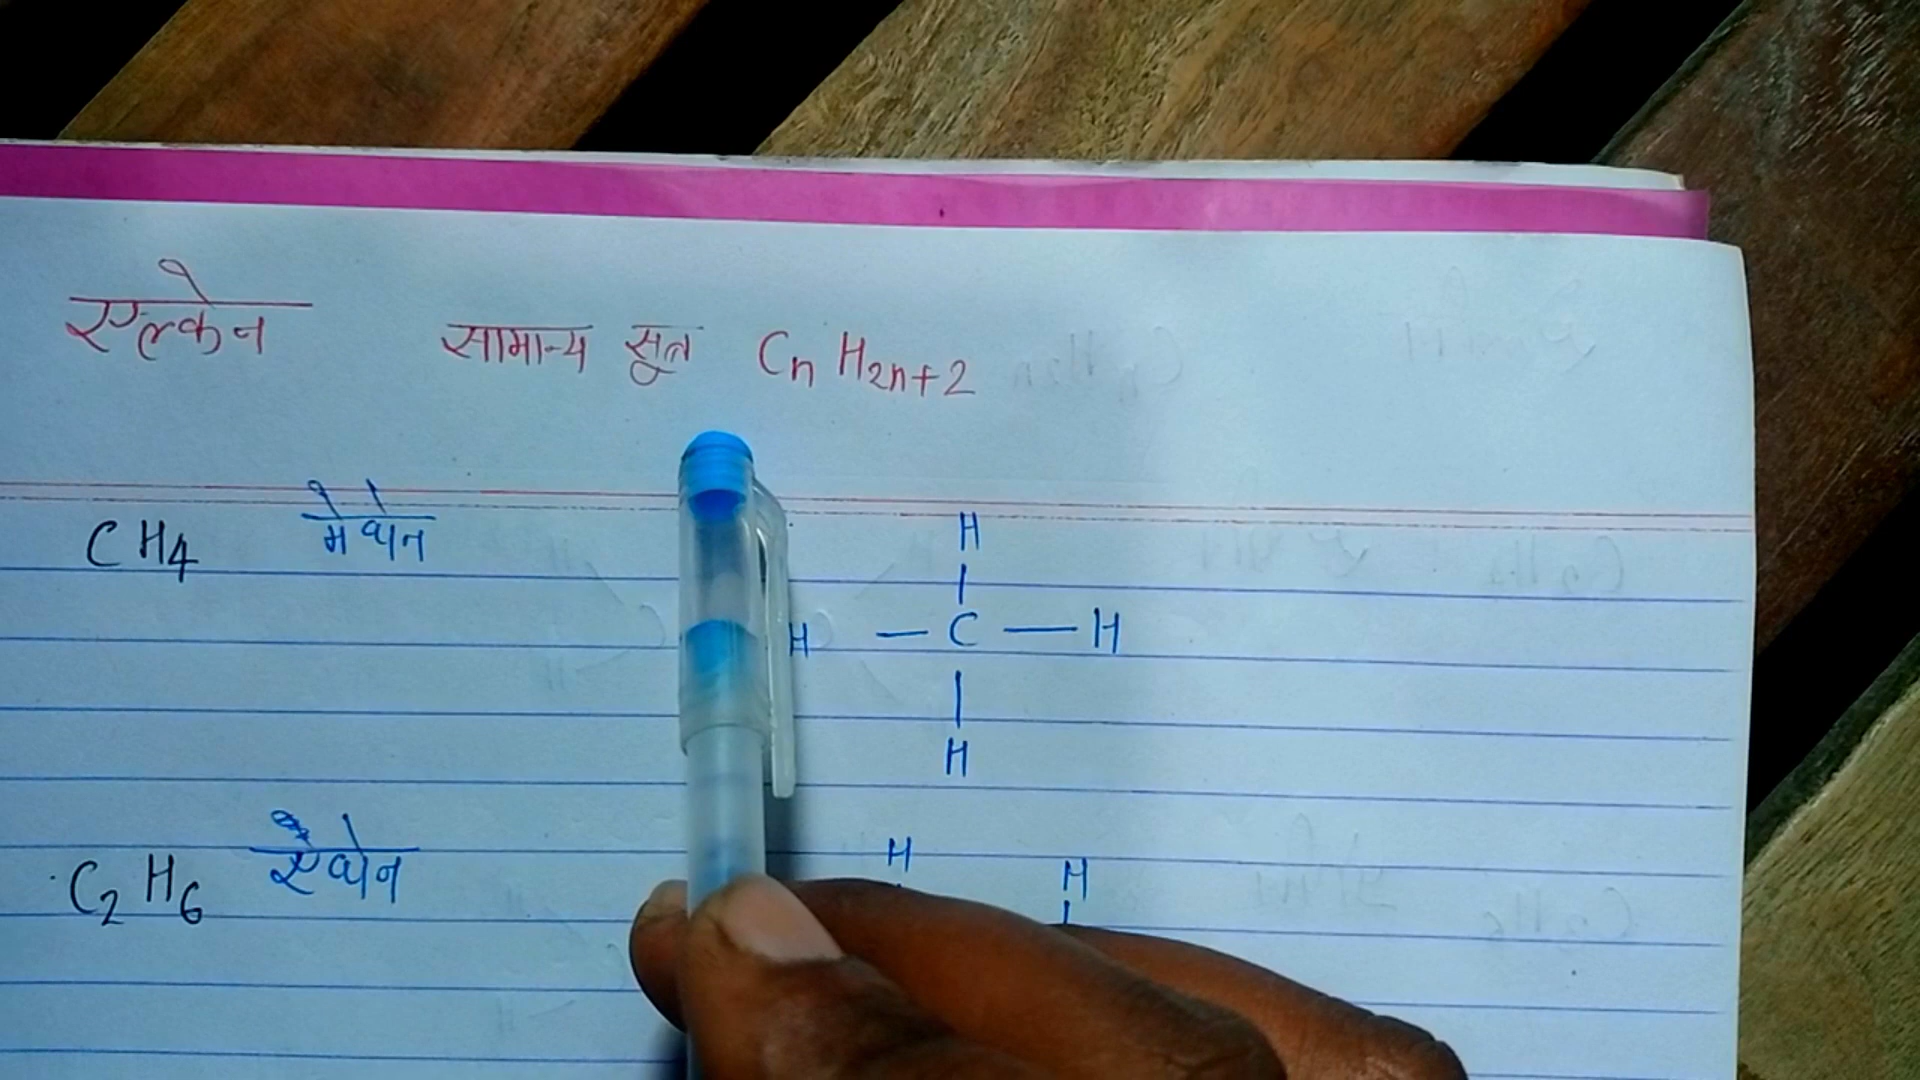 एल्केन सामान्य सूत्र CnH2n+2
CH4 मेथेन
H
|
H — C — H
|
H
C2H6 ऐथेन
H H